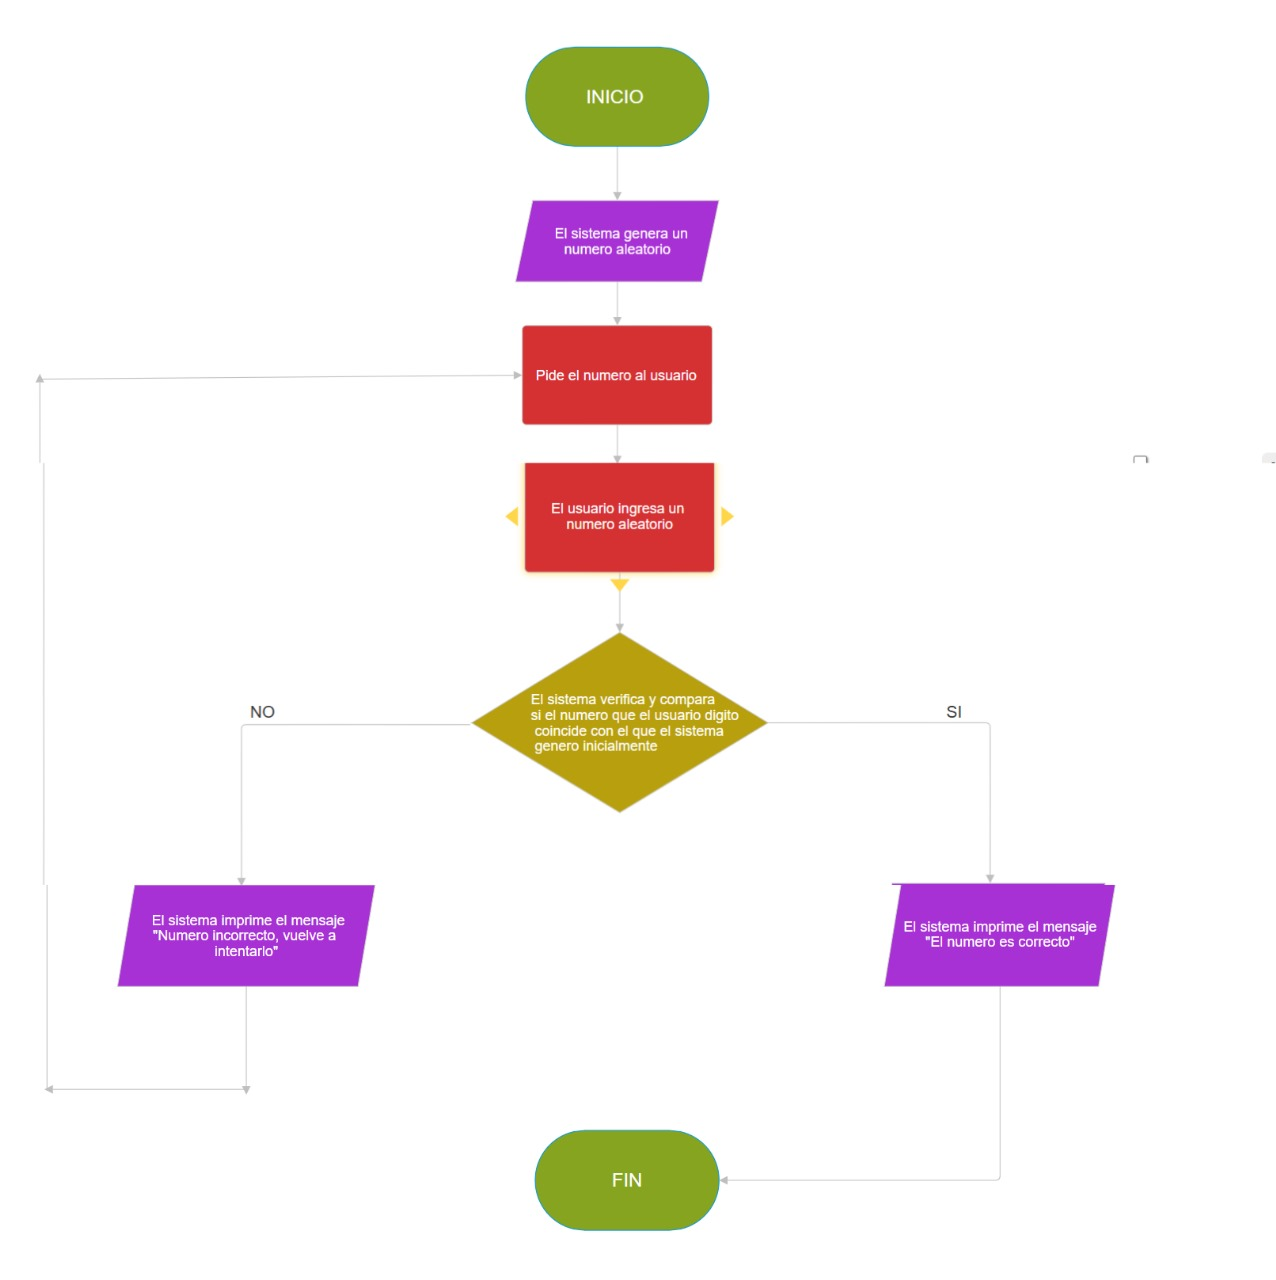 INICIO
El sistema genera un
numero aleatorio
Pide el numero al usuario
El usuario ingresa un
numero aleatorio
El sistema verifica y compara
si el numero que el usuario digito
coincide con el que el sistema
genero inicialmente
NO
SI
El sistema imprime el mensaje
"Numero incorrecto, vuelve a
intentarlo"
El sistema imprime el mensaje
"El numero es correcto"
FIN